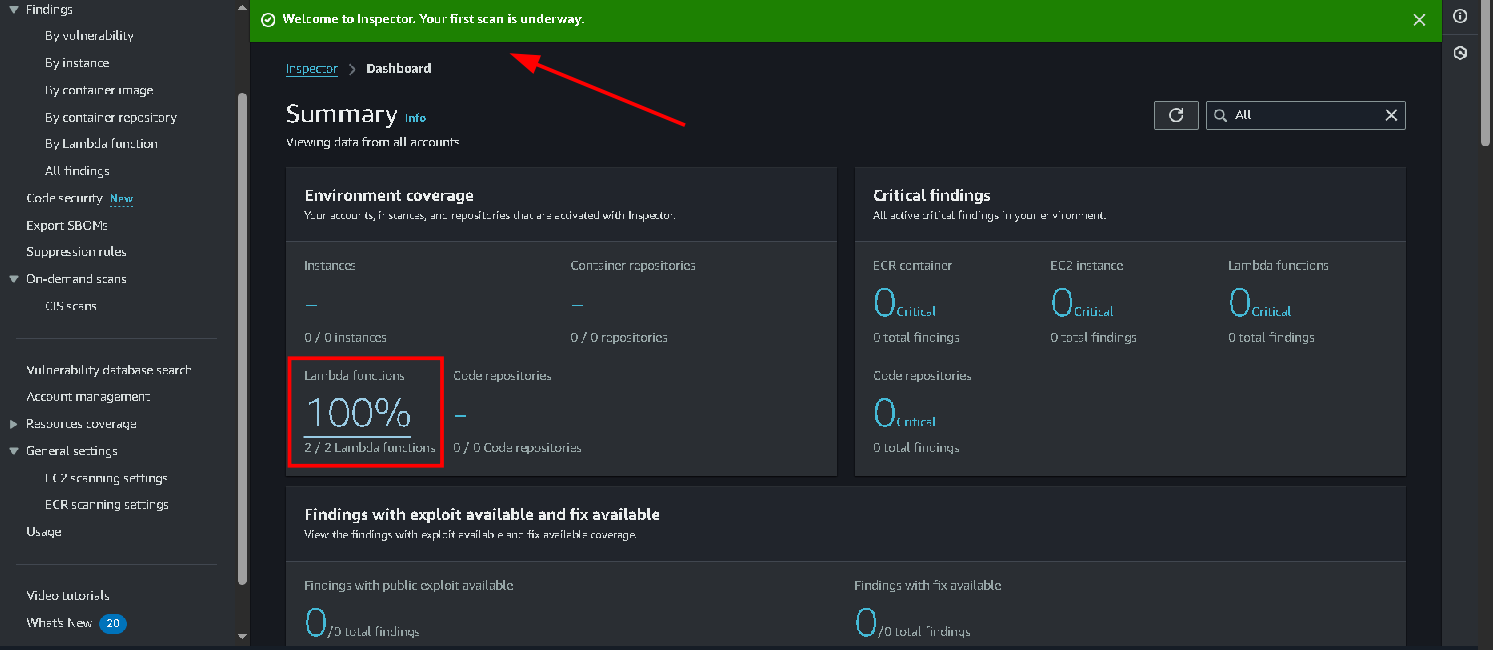 Findings
By vulnerability
By instance
By container image
By container repository
By Lambda function
All findings
Code security New
Export SBOMs
Suppression rules
On-demand scans
CIS scans
Vulnerability database search
Account management
Resources coverage
General settings
EC2 scanning settings
ECR scanning settings
Usage
Video tutorials
What's New 20
Welcome to Inspector. Your first scan is underway.
Inspector Dashboard
Summary Info
Viewing data from all accounts
All
Environment coverage
Your accounts, instances, and repositories that are activated with Inspector.
Instances
–
0 / 0 instances
Container repositories
–
0 / 0 repositories
Lambda functions
100%
2 / 2 Lambda functions
Code repositories
–
0 / 0 Code repositories
Critical findings
All active critical findings in your environment.
ECR container
0 Critical
0 total findings
EC2 instance
0 Critical
0 total findings
Lambda functions
0 Critical
0 total findings
Code repositories
0 Critical
0 total findings
Findings with exploit available and fix available
View the findings with exploit available and fix available coverage.
Findings with public exploit available
0 /0 total findings
Findings with fix available
0 /0 total findings